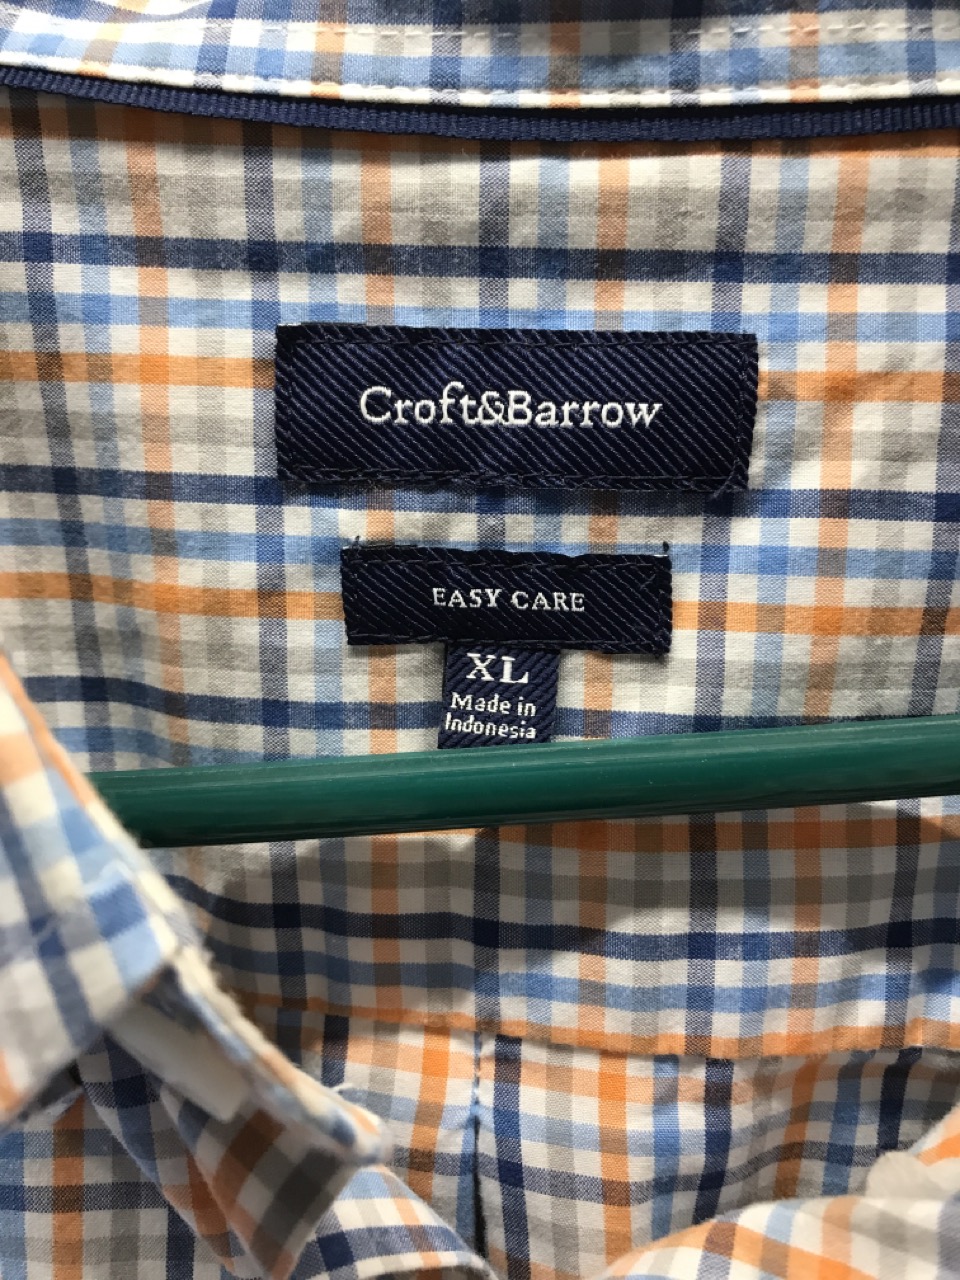 Croft&Barrow
EASY CARE
XL
Made in
Indonesia